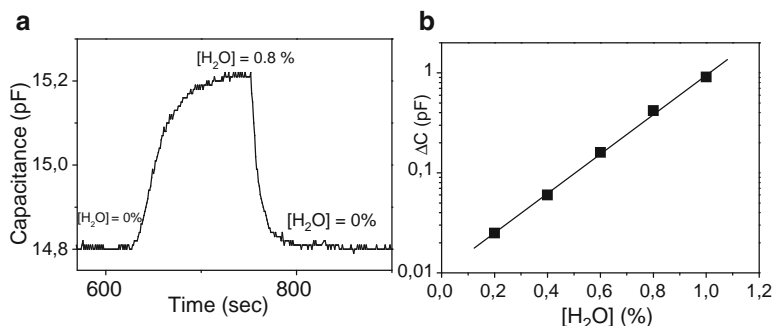 a
[H₂O] = 0.8 %
15,2
15,0
14,8
Capacitance (pF)
[H₂O] = 0%
[H₂O] = 0%
600
800
Time (sec)
b
1
0,1
0,01
ΔC (pF)
0,0 0,2 0,4 0,6 0,8 1,0 1,2
[H₂O] (%)